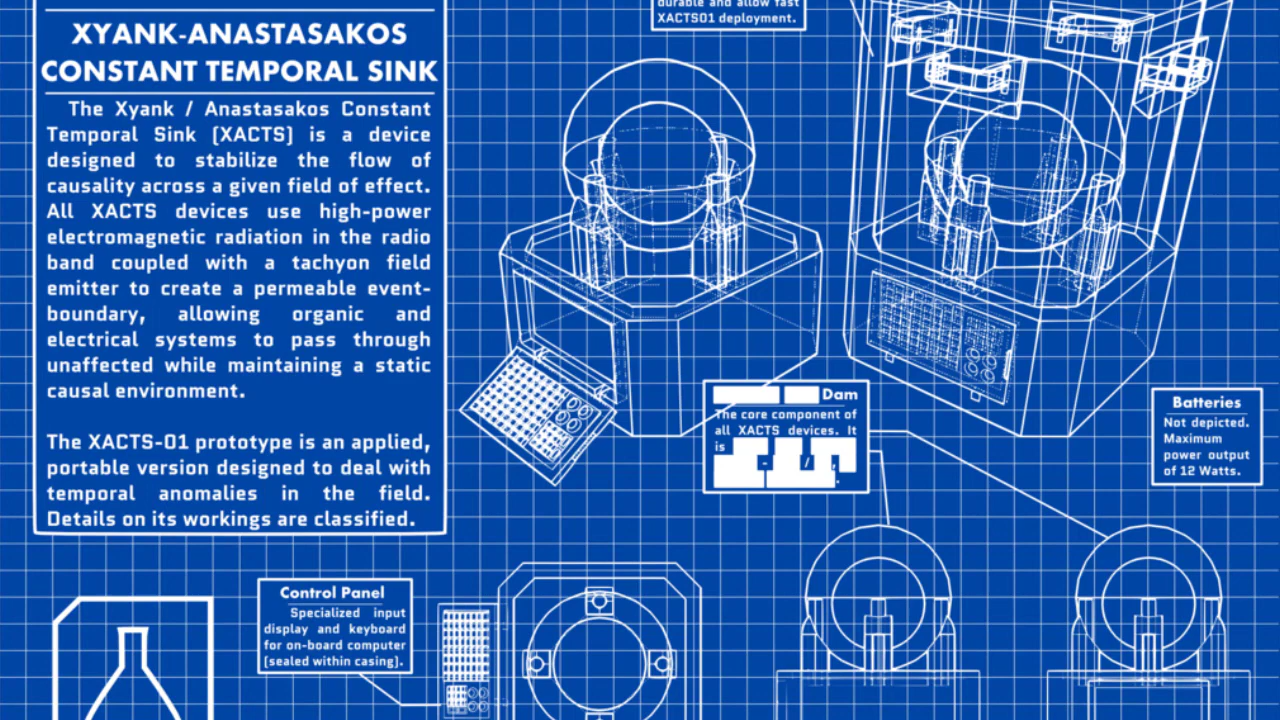 XYANK-ANASTASAKOS
CONSTANT TEMPORAL SINK
The Xyank / Anastasakos Constant
Temporal Sink (XACTS) is a device
designed to stabilize the flow of
causality across a given field of effect.
All XACTS devices use high-power
electromagnetic radiation in the radio
band coupled with a tachyon field
emitter to create a permeable event-
boundary, allowing organic and
electrical systems to pass through
unaffected while maintaining a static
causal environment.
The XACTS-01 prototype is an applied,
portable version designed to deal with
temporal anomalies in the field.
Details on its workings are classified.
durable and allow fast
XACTS01 deployment.
Dam
The core component of
all XACTS devices. It
is
- / ,
.
Batteries
Not depicted.
Maximum
power output
of 12 Watts.
Control Panel
Specialized input
display and keyboard
for on-board computer
(sealed within casing).